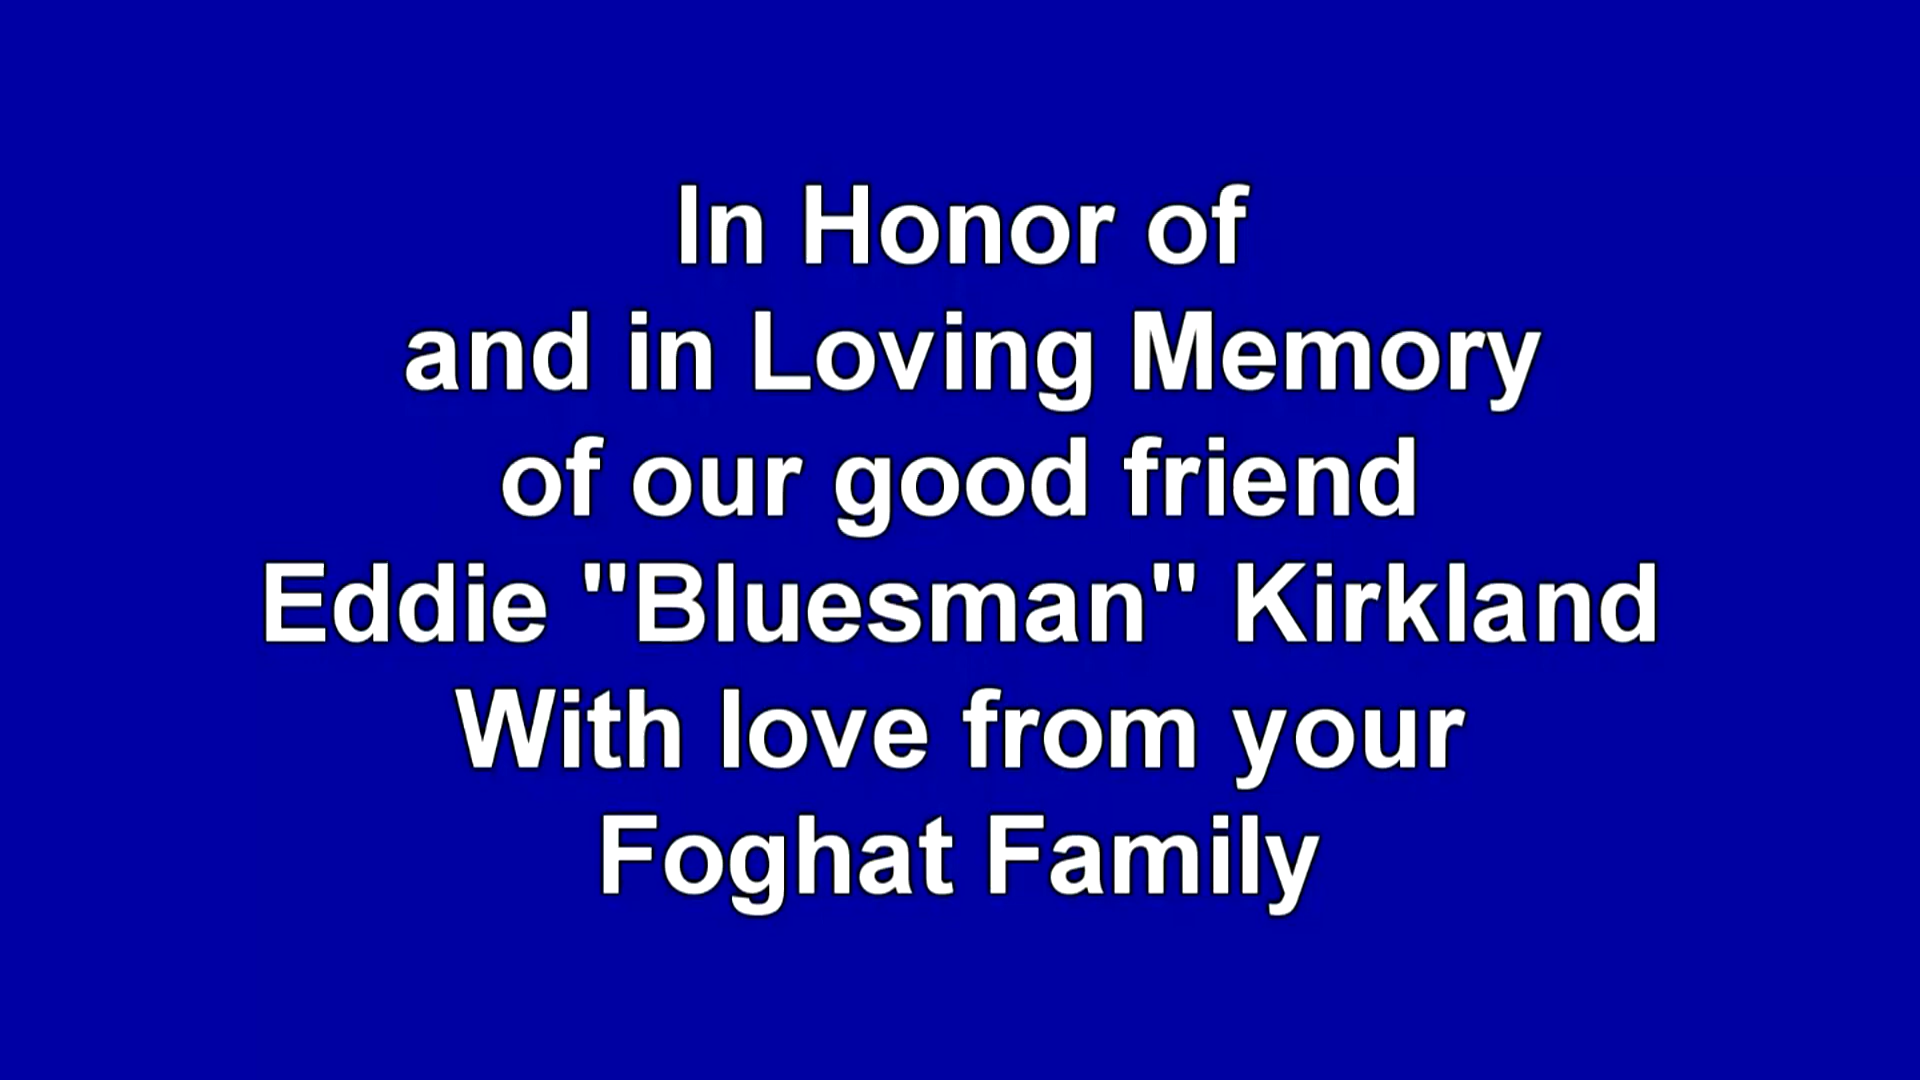 In Honor of
and in Loving Memory
of our good friend
Eddie "Bluesman" Kirkland
With love from your
Foghat Family